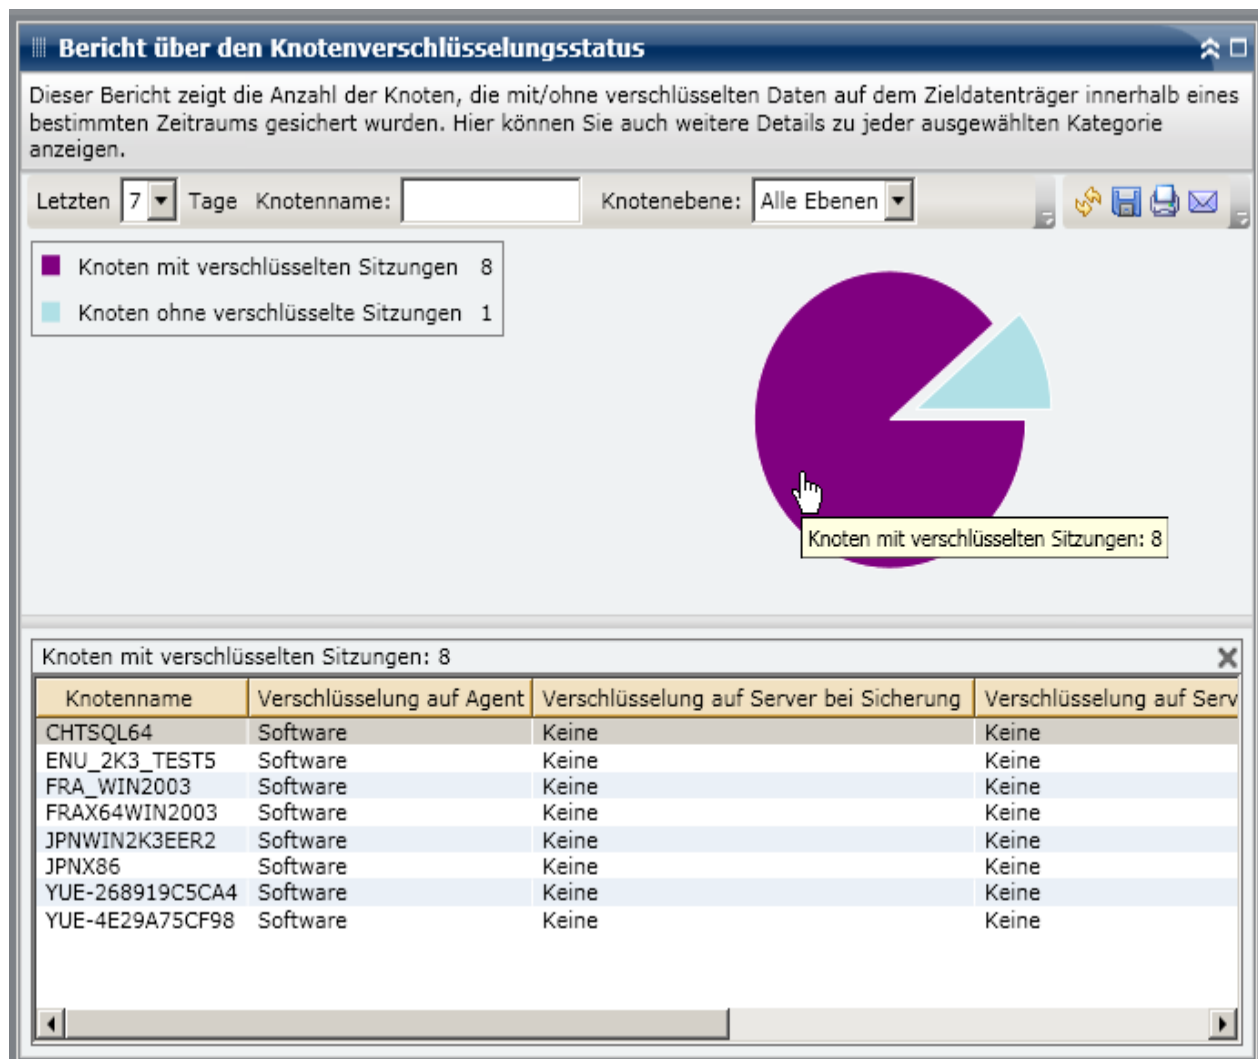 Bericht über den Knotenverschlüsselungsstatus
Dieser Bericht zeigt die Anzahl der Knoten, die mit/ohne verschlüsselten Daten auf dem Zieldatenträger innerhalb eines
bestimmten Zeitraums gesichert wurden. Hier können Sie auch weitere Details zu jeder ausgewählten Kategorie
anzeigen.
Letzten 7 Tage Knotenname: Knotenebene: Alle Ebenen
Knoten mit verschlüsselten Sitzungen 8
Knoten ohne verschlüsselte Sitzungen 1
Knoten mit verschlüsselten Sitzungen: 8
Knoten mit verschlüsselten Sitzungen: 8
Knotenname Verschlüsselung auf Agent Verschlüsselung auf Server bei Sicherung Verschlüsselung auf Serv
CHTSQL64 Software Keine Keine
ENU_2K3_TEST5 Software Keine Keine
FRA_WIN2003 Software Keine Keine
FRAX64WIN2003 Software Keine Keine
JPNWIN2K3EER2 Software Keine Keine
JPNX86 Software Keine Keine
YUE-268919C5CA4 Software Keine Keine
YUE-4E29A75CF98 Software Keine Keine